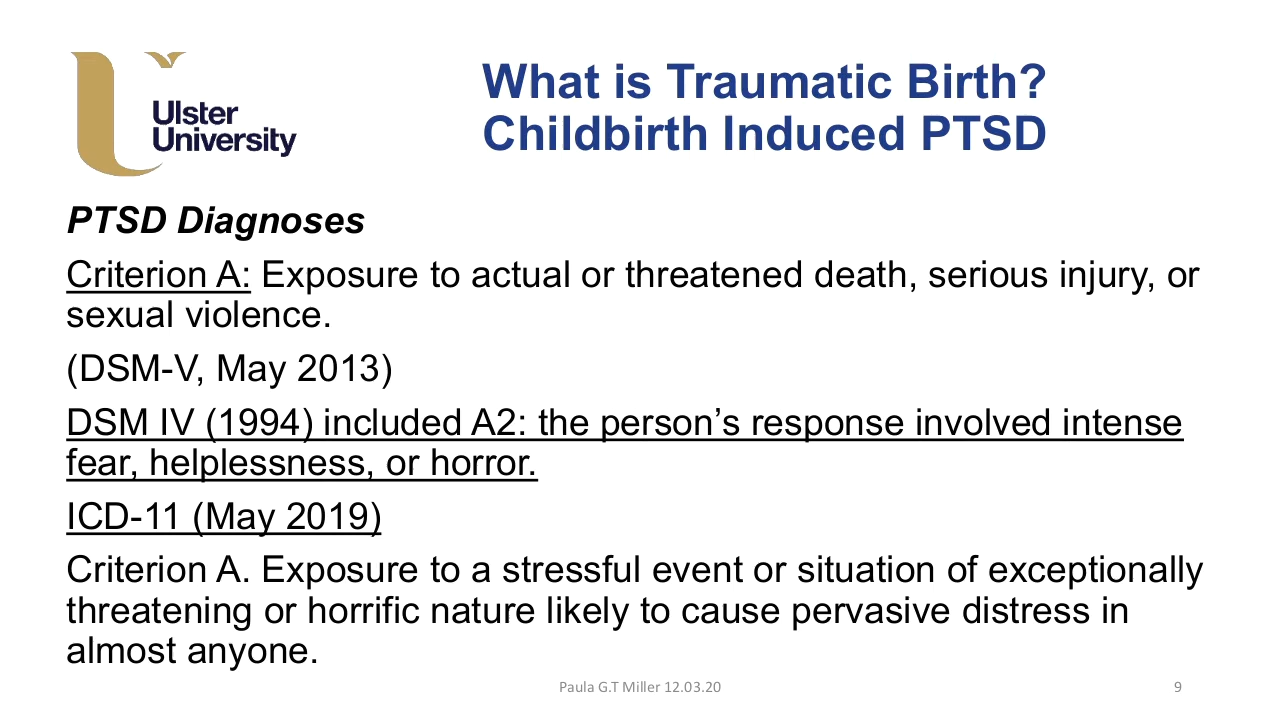 Ulster
University
What is Traumatic Birth?
Childbirth Induced PTSD
PTSD Diagnoses
Criterion A: Exposure to actual or threatened death, serious injury, or
sexual violence.
(DSM-V, May 2013)
DSM IV (1994) included A2: the person’s response involved intense
fear, helplessness, or horror.
ICD-11 (May 2019)
Criterion A. Exposure to a stressful event or situation of exceptionally
threatening or horrific nature likely to cause pervasive distress in
almost anyone.
Paula G.T Miller 12.03.20
9